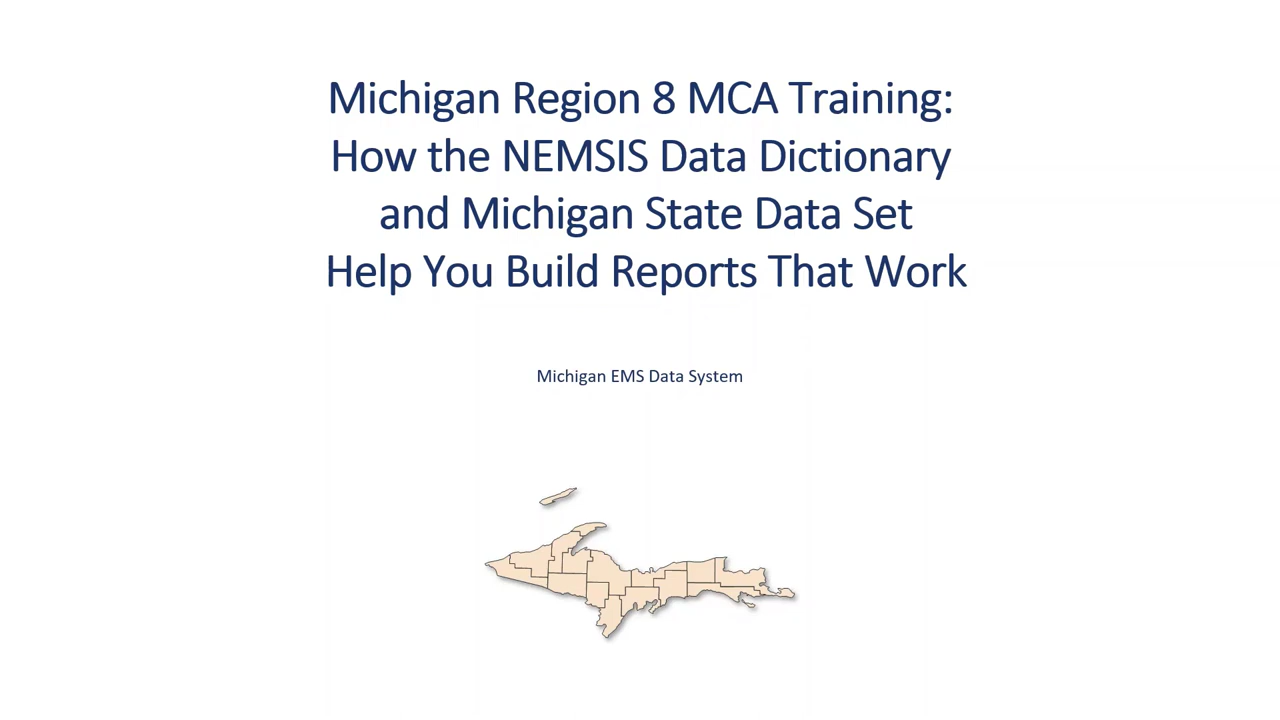 Michigan Region 8 MCA Training:
How the NEMSIS Data Dictionary
and Michigan State Data Set
Help You Build Reports That Work
Michigan EMS Data System